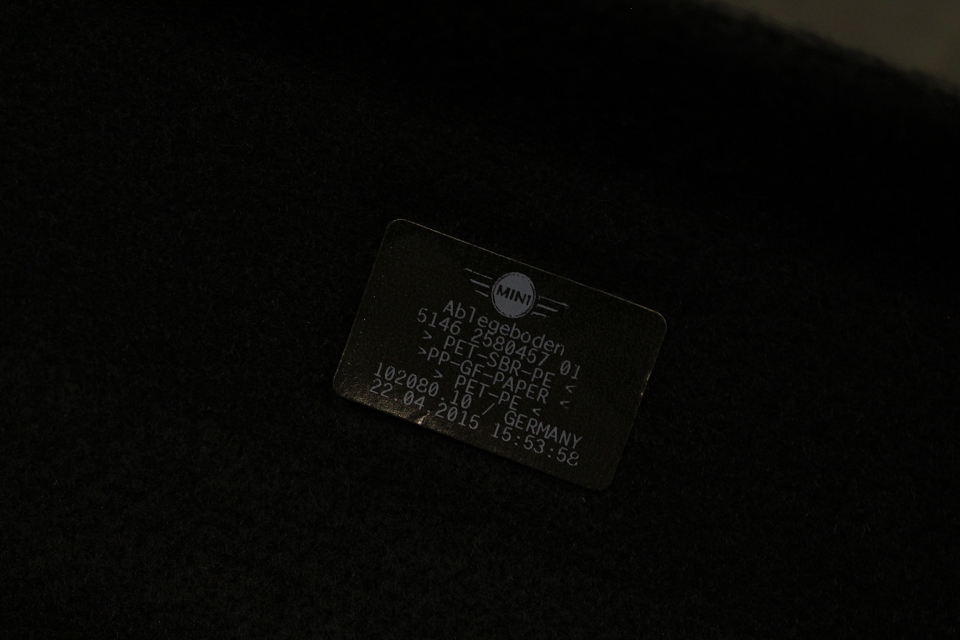 MINI
Ablegeboden
5146 2580457 01
> PET-SBR-PE <
>PP-GF-PAPER <
> PET-PE <
102080.10 / GERMANY
22.04.2015 15:53:58